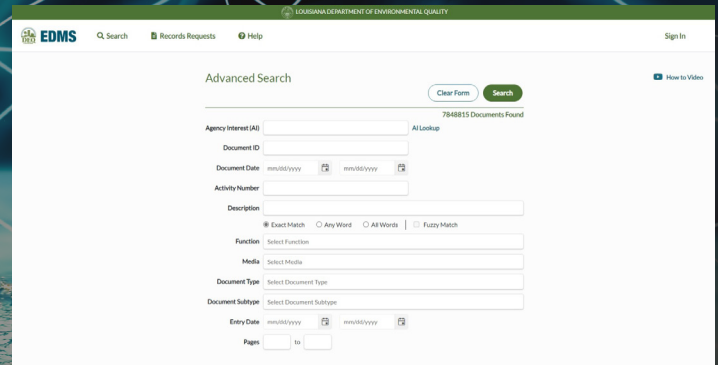 LOUISIANA DEPARTMENT OF ENVIRONMENTAL QUALITY
DEQ EDMS Search Records Requests Help Sign In
Advanced Search
How to Video
Clear Form Search
7848815 Documents Found
Agency Interest (AI) AI Lookup
Document ID
Document Date mm/dd/yyyy mm/dd/yyyy
Activity Number
Description
Exact Match Any Word All Words Fuzzy Match
Function Select Function
Media Select Media
Document Type Select Document Type
Document Subtype Select Document Subtype
Entry Date mm/dd/yyyy mm/dd/yyyy
Pages to